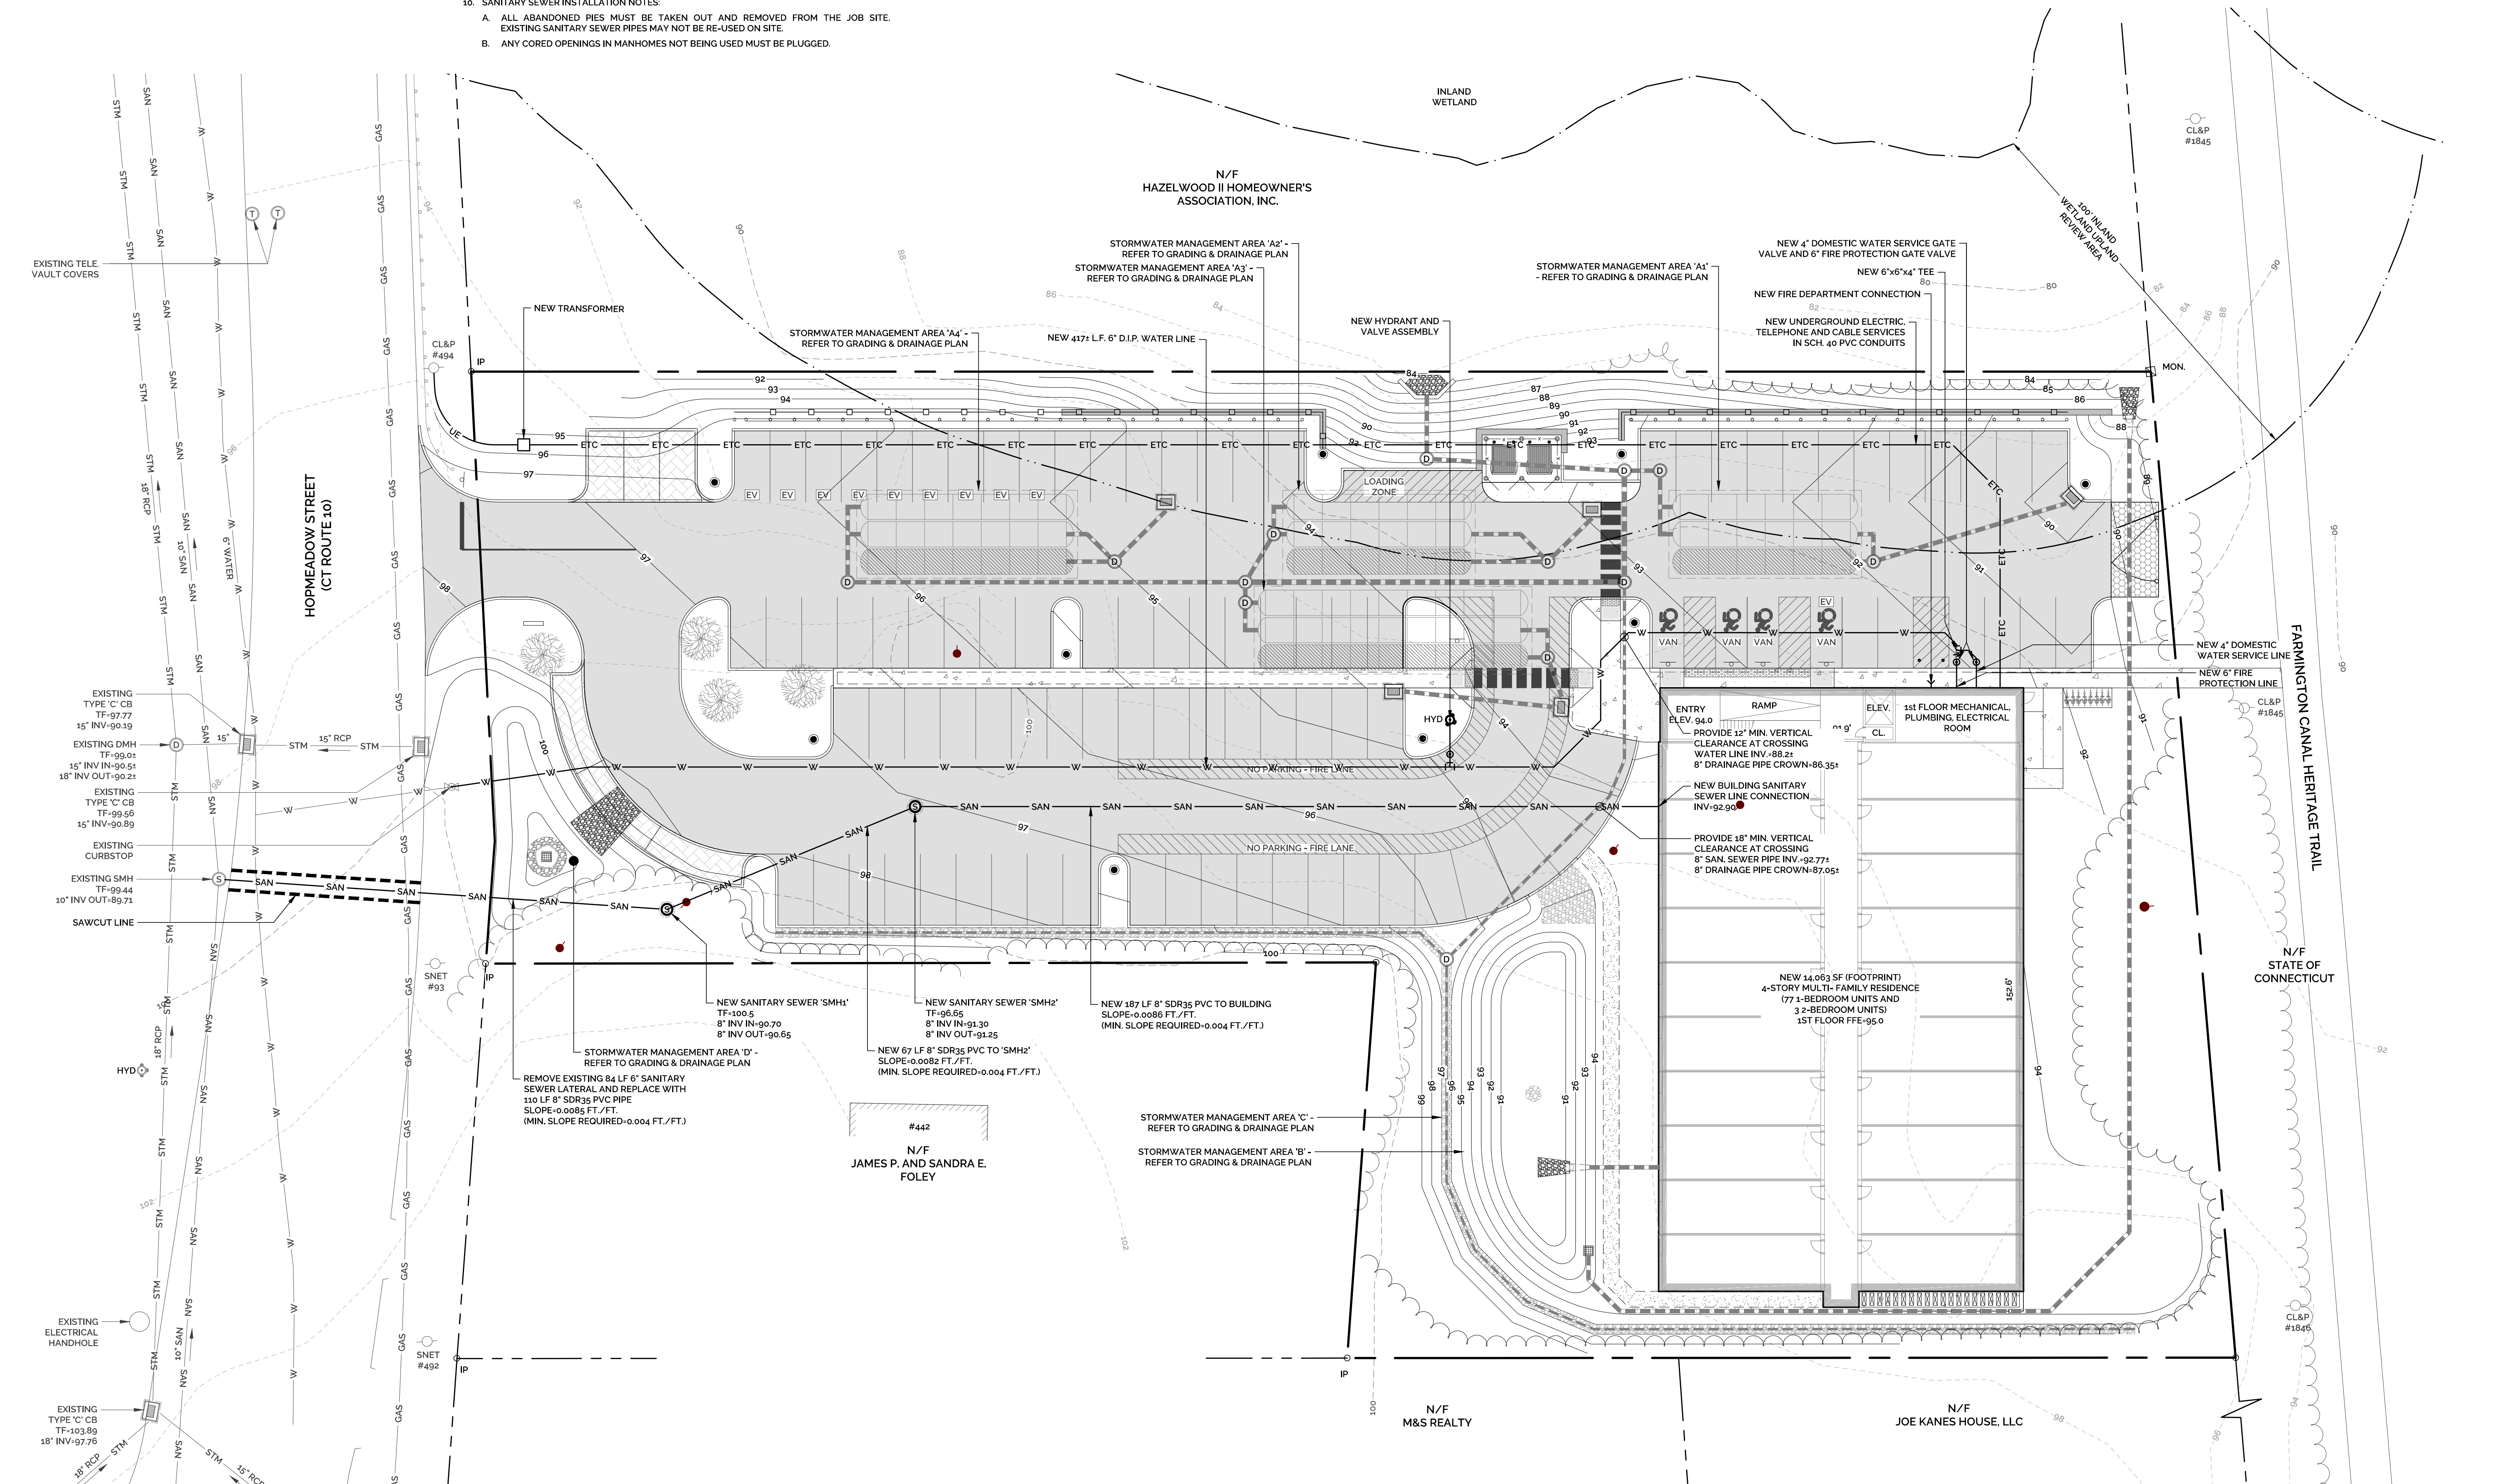 10. SANITARY SEWER INSTALLATION NOTES:
A. ALL ABANDONED PIES MUST BE TAKEN OUT AND REMOVED FROM THE JOB SITE.
EXISTING SANITARY SEWER PIPES MAY NOT BE RE-USED ON SITE.
B. ANY CORED OPENINGS IN MANHOMES NOT BEING USED MUST BE PLUGGED.
INLAND
WETLAND
CL&P
#1845
N/F
HAZELWOOD II HOMEOWNER'S
ASSOCIATION, INC.
100' INLAND
WETLAND UPLAND
REVIEW AREA
EXISTING TELE.
VAULT COVERS
T
T
STORMWATER MANAGEMENT AREA 'A2' -
REFER TO GRADING & DRAINAGE PLAN
STORMWATER MANAGEMENT AREA 'A3' -
REFER TO GRADING & DRAINAGE PLAN
STORMWATER MANAGEMENT AREA 'A1'
- REFER TO GRADING & DRAINAGE PLAN
NEW 4" DOMESTIC WATER SERVICE GATE
VALVE AND 6" FIRE PROTECTION GATE VALVE
NEW 6"x6"x4" TEE
NEW FIRE DEPARTMENT CONNECTION
NEW UNDERGROUND ELECTRIC,
TELEPHONE AND CABLE SERVICES
IN SCH. 40 PVC CONDUITS
NEW TRANSFORMER
STORMWATER MANAGEMENT AREA 'A4' -
REFER TO GRADING & DRAINAGE PLAN
NEW 417± L.F. 6" D.I.P. WATER LINE
NEW HYDRANT AND
VALVE ASSEMBLY
CL&P
#494
IP
MON.
UE
ETC
EV
LOADING
ZONE
HOPMEADOW STREET
(CT ROUTE 10)
18" RCP
10" SAN
6" WATER
STM
SAN
W
GAS
VAN
VAN
VAN
EV
NEW 4" DOMESTIC
WATER SERVICE LINE
NEW 6" FIRE
PROTECTION LINE
FARMINGTON CANAL HERITAGE TRAIL
CL&P
#1845
EXISTING
TYPE 'C' CB
TF=97.77
15" INV=90.19
EXISTING DMH
TF=99.0±
15" INV IN=90.5±
18" INV OUT=90.2±
15"
15" RCP
EXISTING
TYPE 'C' CB
TF=99.56
15" INV=90.89
EXISTING
CURBSTOP
EXISTING SMH
TF=99.44
10" INV OUT=89.71
SAWCUT LINE
HYD
ENTRY
ELEV. 94.0
RAMP
ELEV.
CL.
1st FLOOR MECHANICAL,
PLUMBING, ELECTRICAL
ROOM
PROVIDE 12" MIN. VERTICAL
CLEARANCE AT CROSSING
WATER LINE INV.=88.2±
8" DRAINAGE PIPE CROWN=86.35±
NEW BUILDING SANITARY
SEWER LINE CONNECTION
INV=92.90
PROVIDE 18" MIN. VERTICAL
CLEARANCE AT CROSSING
8" SAN. SEWER PIPE INV.=92.77±
8" DRAINAGE PIPE CROWN=87.05±
NO PARKING - FIRE LANE
NO PARKING - FIRE LANE
SNET
#93
IP
NEW SANITARY SEWER 'SMH1'
TF=100.5
8" INV IN=90.70
8" INV OUT=90.65
NEW SANITARY SEWER 'SMH2'
TF=96.65
8" INV IN=91.30
8" INV OUT=91.25
NEW 187 LF 8" SDR35 PVC TO BUILDING
SLOPE=0.0086 FT./FT.
(MIN. SLOPE REQUIRED=0.004 FT./FT.)
STORMWATER MANAGEMENT AREA 'D' -
REFER TO GRADING & DRAINAGE PLAN
NEW 67 LF 8" SDR35 PVC TO 'SMH2'
SLOPE=0.0082 FT./FT.
(MIN. SLOPE REQUIRED=0.004 FT./FT.)
REMOVE EXISTING 84 LF 6" SANITARY
SEWER LATERAL AND REPLACE WITH
110 LF 8" SDR35 PVC PIPE
SLOPE=0.0085 FT./FT.
(MIN. SLOPE REQUIRED=0.004 FT./FT.)
NEW 14,063 SF (FOOTPRINT)
4-STORY MULTI- FAMILY RESIDENCE
(77 1-BEDROOM UNITS AND
3 2-BEDROOM UNITS)
1ST FLOOR FFE=95.0
152.6"
N/F
STATE OF
CONNECTICUT
HYD
18" RCP
#442
N/F
JAMES P. AND SANDRA E.
FOLEY
STORMWATER MANAGEMENT AREA 'C' -
REFER TO GRADING & DRAINAGE PLAN
STORMWATER MANAGEMENT AREA 'B' -
REFER TO GRADING & DRAINAGE PLAN
EXISTING
ELECTRICAL
HANDHOLE
10" SAN
SNET
#492
IP
IP
CL&P
#1846
EXISTING
TYPE 'C' CB
TF=103.89
18" INV=97.76
18" RCP
STM
STM
15" RCP
N/F
M&S REALTY
N/F
JOE KANES HOUSE, LLC